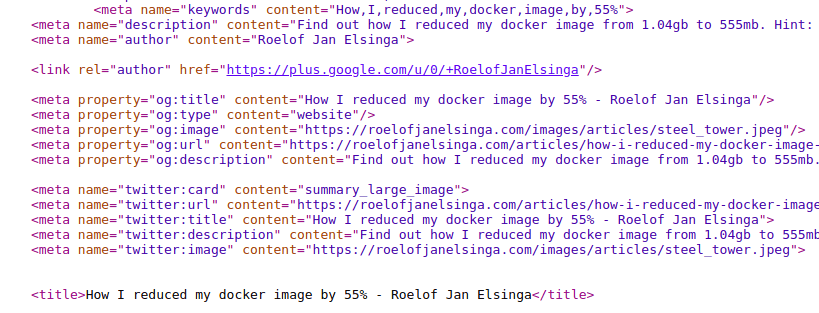 <meta name="keywords" content="How,I,reduced,my,docker,image,by,55%">
<meta name="description" content="Find out how I reduced my docker image from 1.04gb to 555mb. Hint:
<meta name="author" content="Roelof Jan Elsinga">
<link rel="author" href="https://plus.google.com/u/0/+RoelofJanElsinga"/>
<meta property="og:title" content="How I reduced my docker image by 55% - Roelof Jan Elsinga"/>
<meta property="og:type" content="website"/>
<meta property="og:image" content="https://roelofjanelsinga.com/images/articles/steel_tower.jpeg"/>
<meta property="og:url" content="https://roelofjanelsinga.com/articles/how-i-reduced-my-docker-image-
<meta property="og:description" content="Find out how I reduced my docker image from 1.04gb to 555mb.
<meta name="twitter:card" content="summary_large_image">
<meta name="twitter:url" content="https://roelofjanelsinga.com/articles/how-i-reduced-my-docker-image
<meta name="twitter:title" content="How I reduced my docker image by 55% - Roelof Jan Elsinga">
<meta name="twitter:description" content="Find out how I reduced my docker image from 1.04gb to 555mb
<meta name="twitter:image" content="https://roelofjanelsinga.com/images/articles/steel_tower.jpeg">
<title>How I reduced my docker image by 55% - Roelof Jan Elsinga</title>